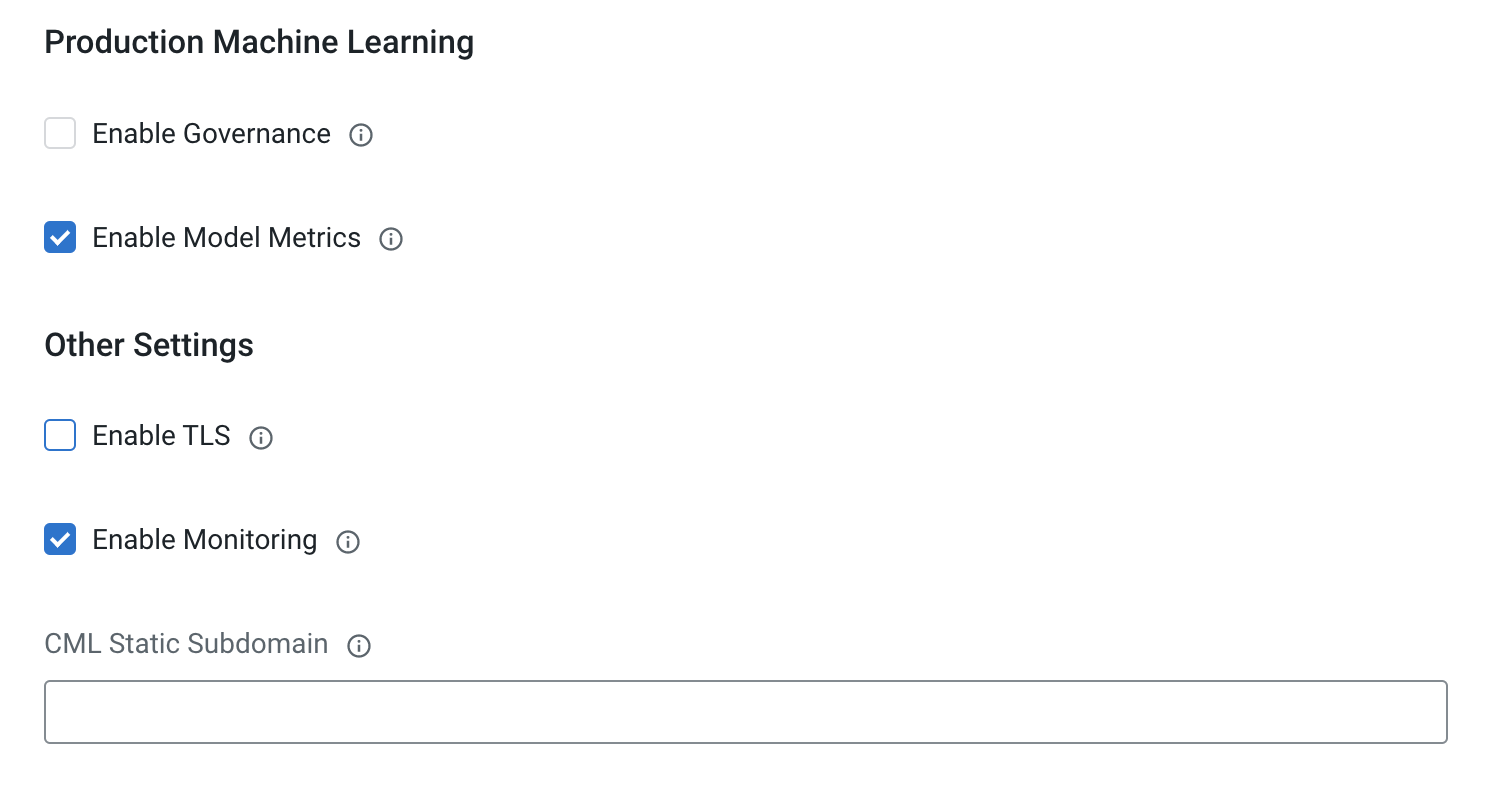 Production Machine Learning
Enable Governance
Enable Model Metrics
Other Settings
Enable TLS
Enable Monitoring
CML Static Subdomain